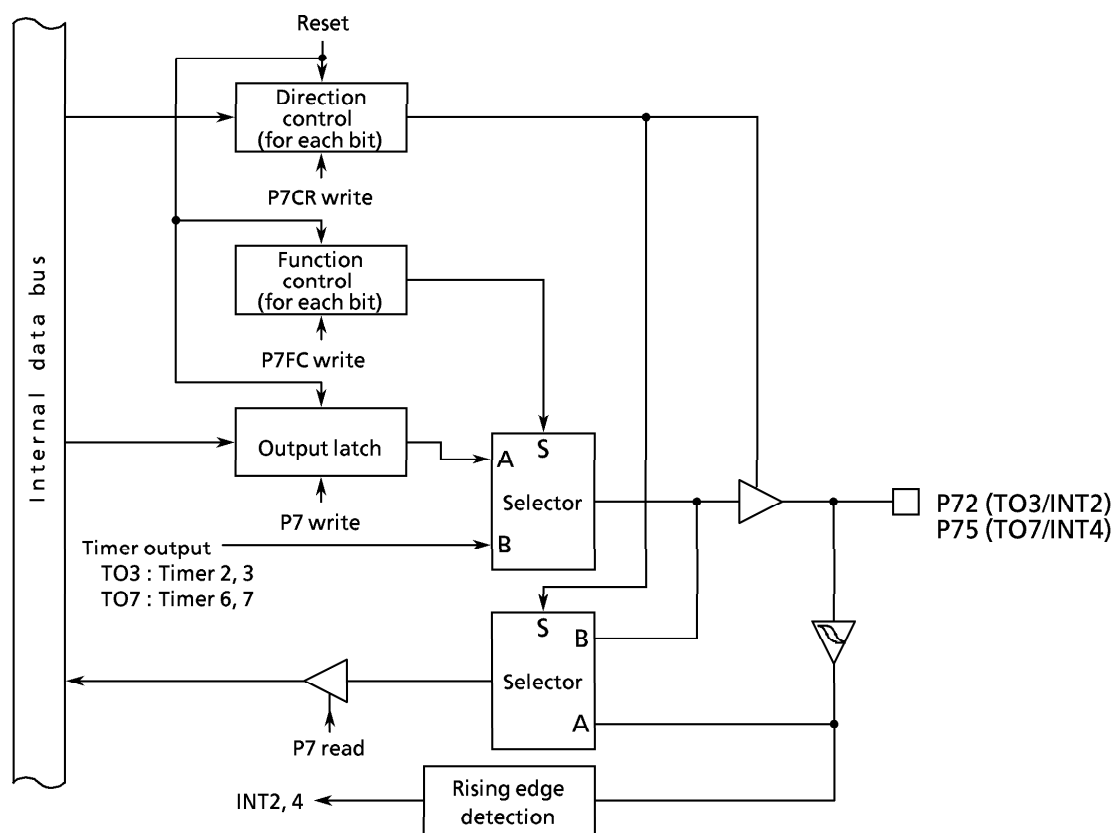 Reset
Direction
control
(for each bit)
P7CR write
Function
control
(for each bit)
P7FC write
Internal data bus
Output latch
P7 write
A
S
Selector
B
Timer output
TO3 : Timer 2, 3
TO7 : Timer 6, 7
P72 (TO3/INT2)
P75 (TO7/INT4)
S
B
Selector
A
P7 read
INT2, 4
Rising edge
detection